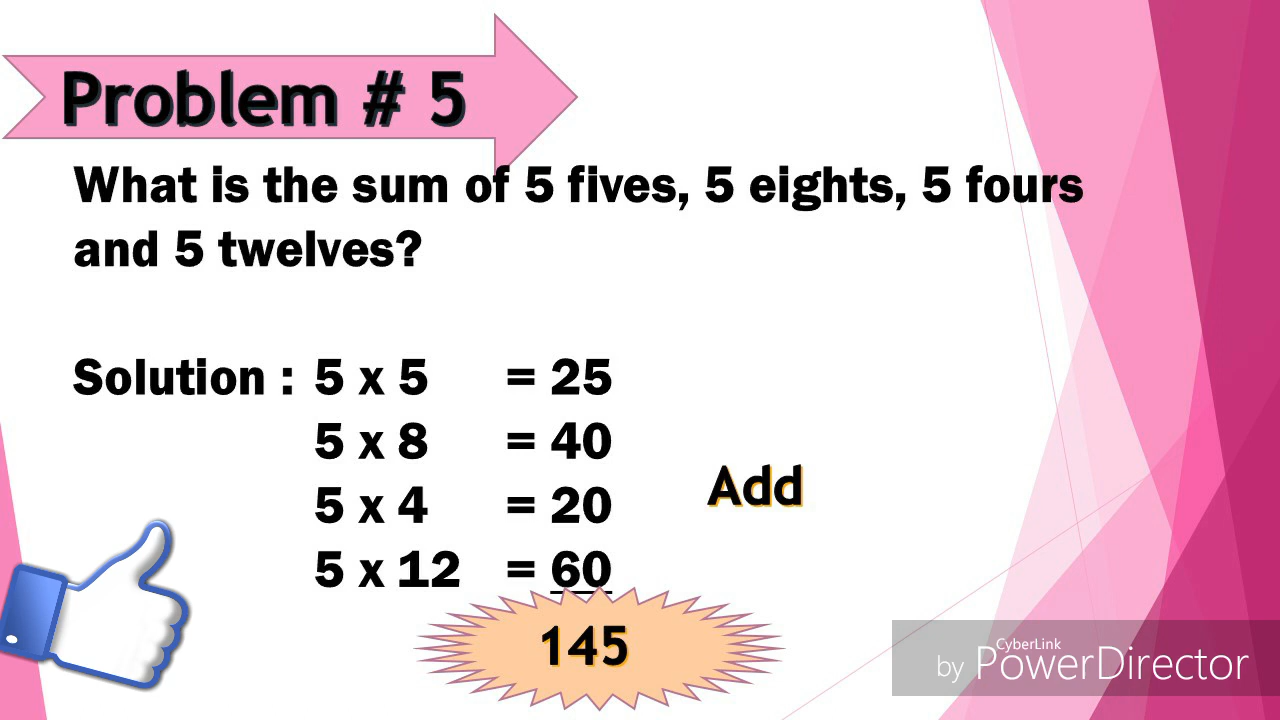 Problem # 5
What is the sum of 5 fives, 5 eights, 5 fours
and 5 twelves?
Solution : 5 x 5 = 25
5 x 8 = 40
5 x 4 = 20
5 x 12 = 60
Add
145
CyberLink
by PowerDirector